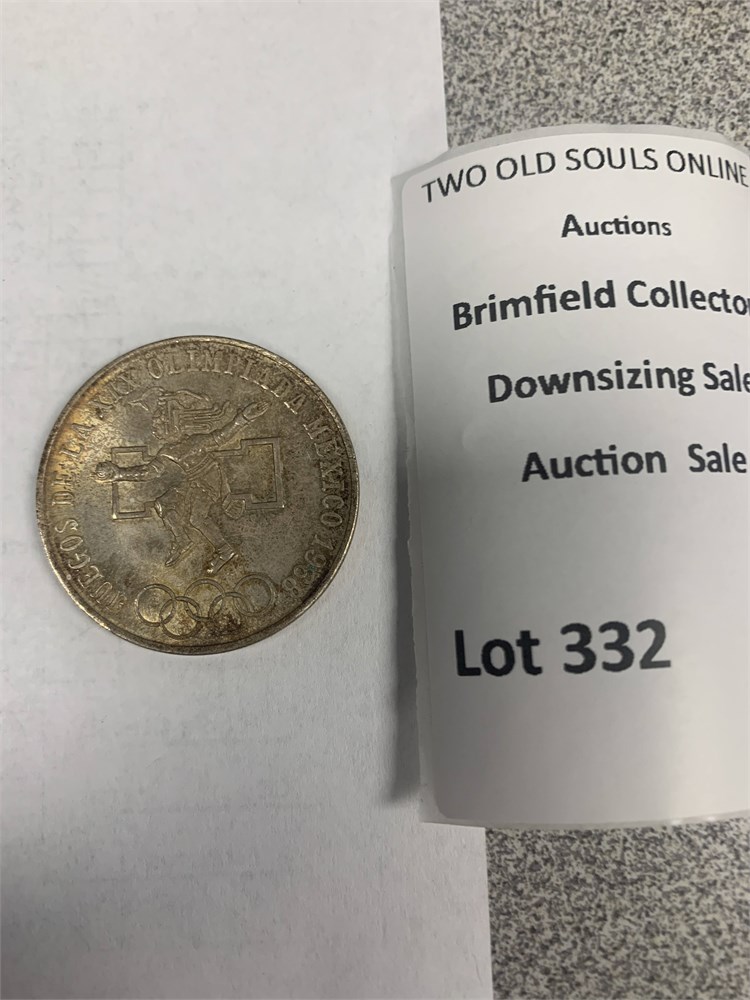 JUEGOS DE LA XIX OLIMPIADA MEXICO 1968
TWO OLD SOULS ONLINE
Auctions
Brimfield Collector
Downsizing Sale
Auction Sale
Lot 332